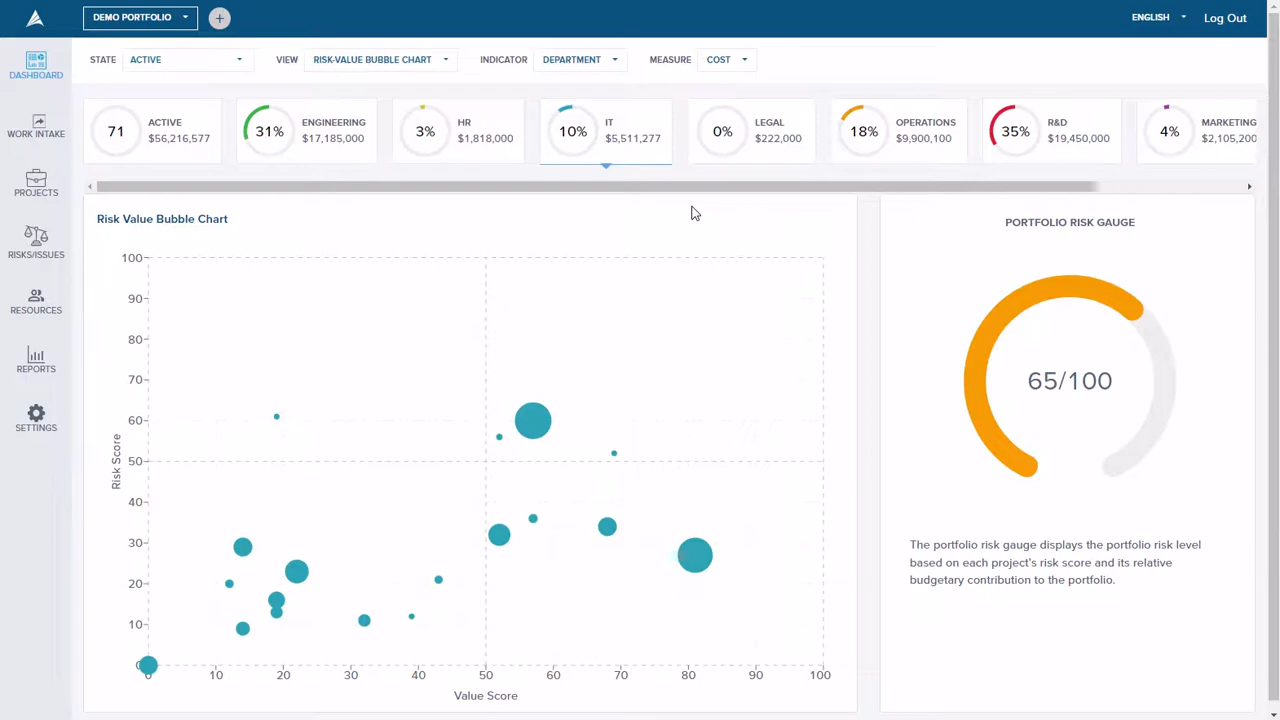 DEMO PORTFOLIO
+
ENGLISH
Log Out
DASHBOARD
WORK INTAKE
PROJECTS
RISKS/ISSUES
RESOURCES
REPORTS
SETTINGS
STATE ACTIVE VIEW RISK-VALUE BUBBLE CHART INDICATOR DEPARTMENT MEASURE COST
71 ACTIVE $56,216,577
31% ENGINEERING $17,185,000
3% HR $1,818,000
10% IT $5,511,277
0% LEGAL $222,000
18% OPERATIONS $9,900,100
35% R&D $19,450,000
4% MARKETING $2,105,200
Risk Value Bubble Chart
100
90
80
70
60
50
40
30
20
10
0
Risk Score
0 10 20 30 40 50 60 70 80 90 100
Value Score
PORTFOLIO RISK GAUGE
65/100
The portfolio risk gauge displays the portfolio risk level
based on each project's risk score and its relative
budgetary contribution to the portfolio.